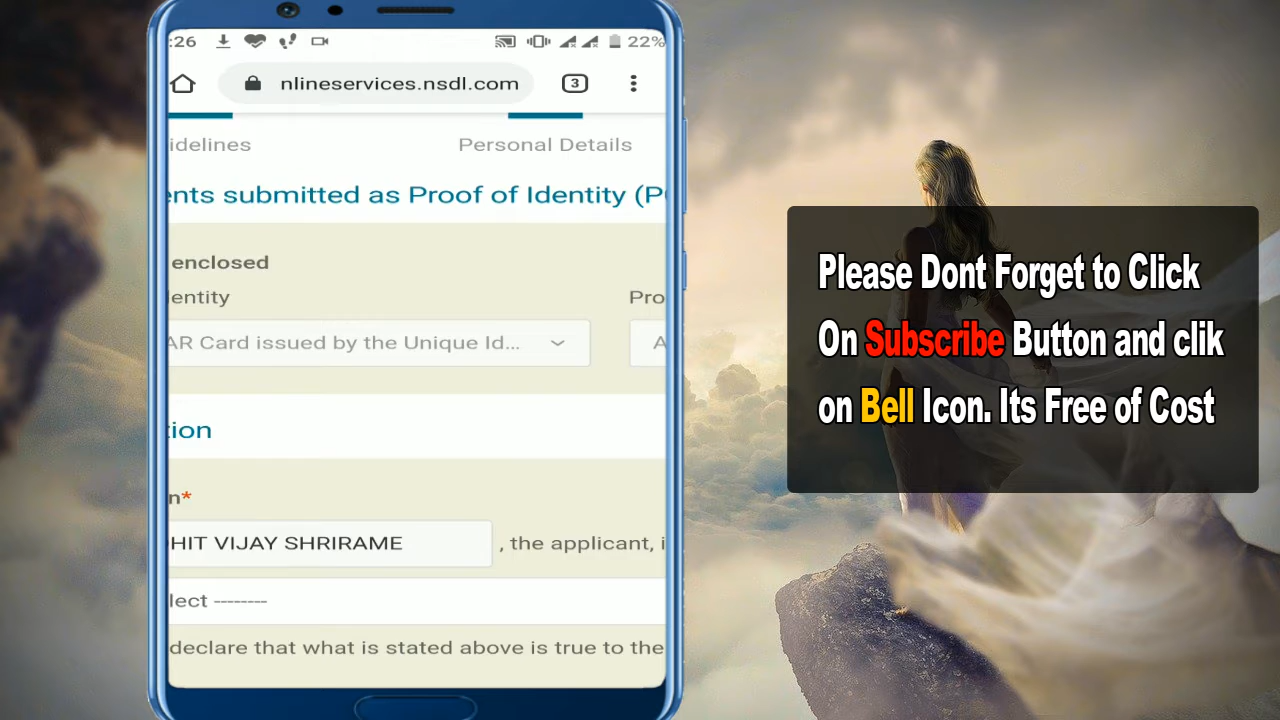 :26 22%
nlineservices.nsdl.com 3
idelines Personal Details
ents submitted as Proof of Identity (P
enclosed
entity Pro
AR Card issued by the Unique Id... A
tion
n*
HIT VIJAY SHRIRAME , the applicant, i
lect --------
declare that what is stated above is true to the
Please Dont Forget to Click
On Subscribe Button and clik
on Bell Icon. Its Free of Cost